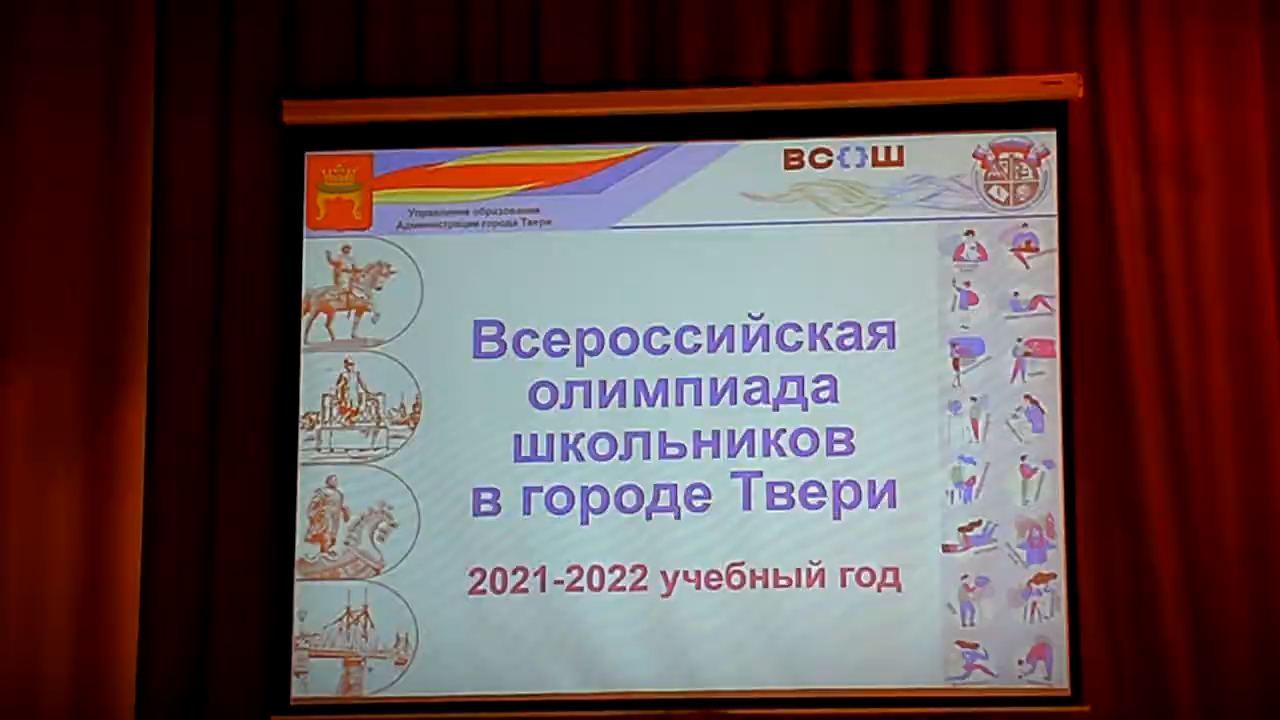 ВС{}Ш
Управление образования
Администрации города Твери
Всероссийская
олимпиада
школьников
в городе Твери
2021-2022 учебный год